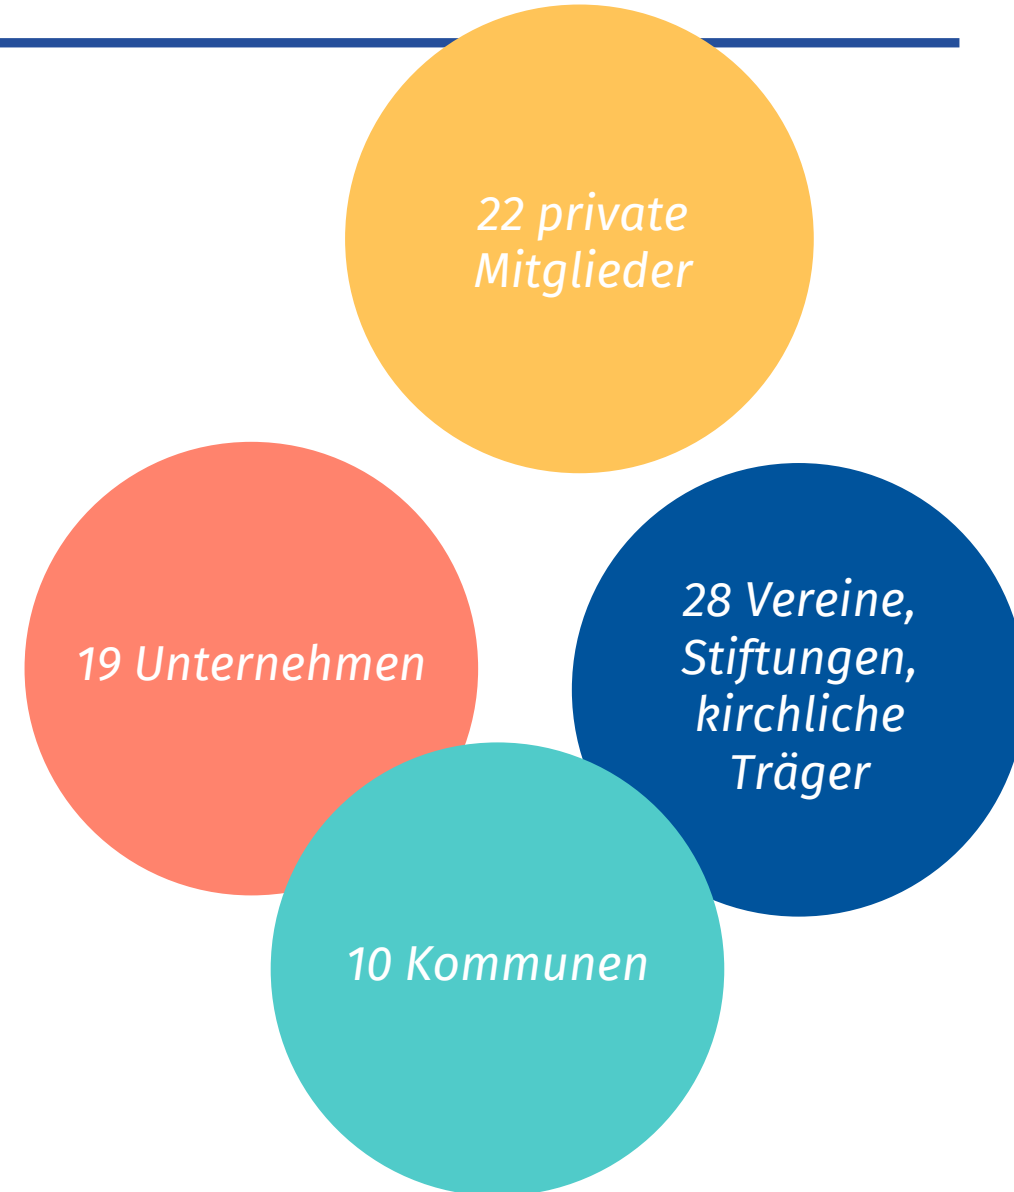 22 private
Mitglieder
19 Unternehmen
28 Vereine,
Stiftungen,
kirchliche
Träger
10 Kommunen